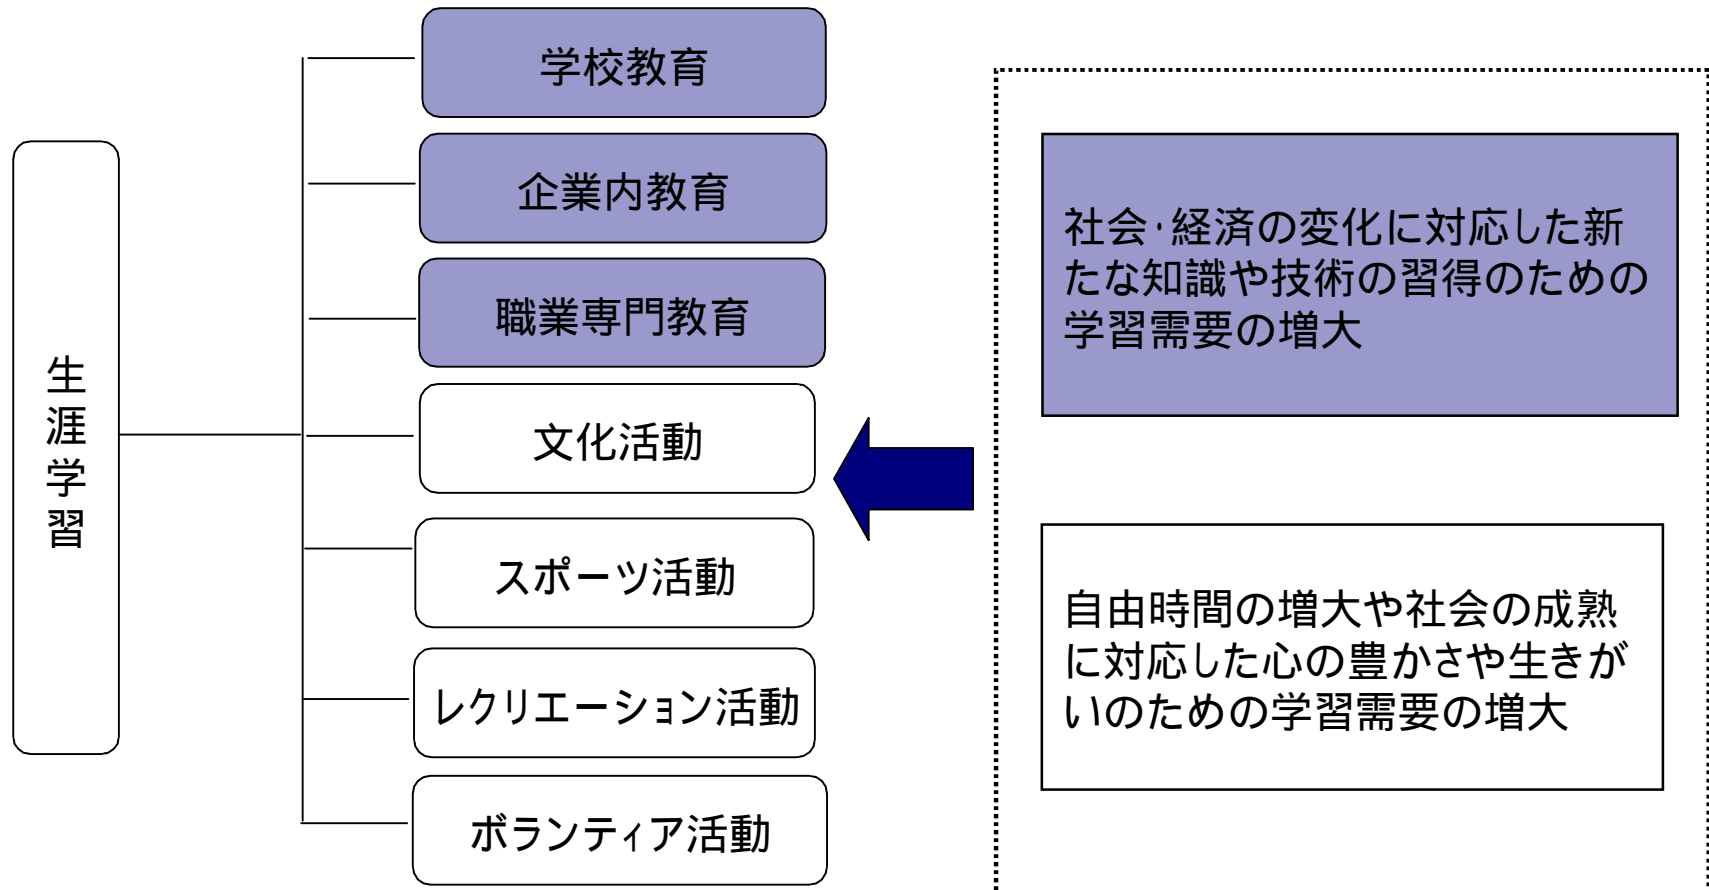 生涯学習
学校教育
企業内教育
職業専門教育
文化活動
スポーツ活動
レクリエーション活動
ボランティア活動
社会・経済の変化に対応した新
たな知識や技術の習得のための
学習需要の増大
自由時間の増大や社会の成熟
に対応した心の豊かさや生きが
いのための学習需要の増大